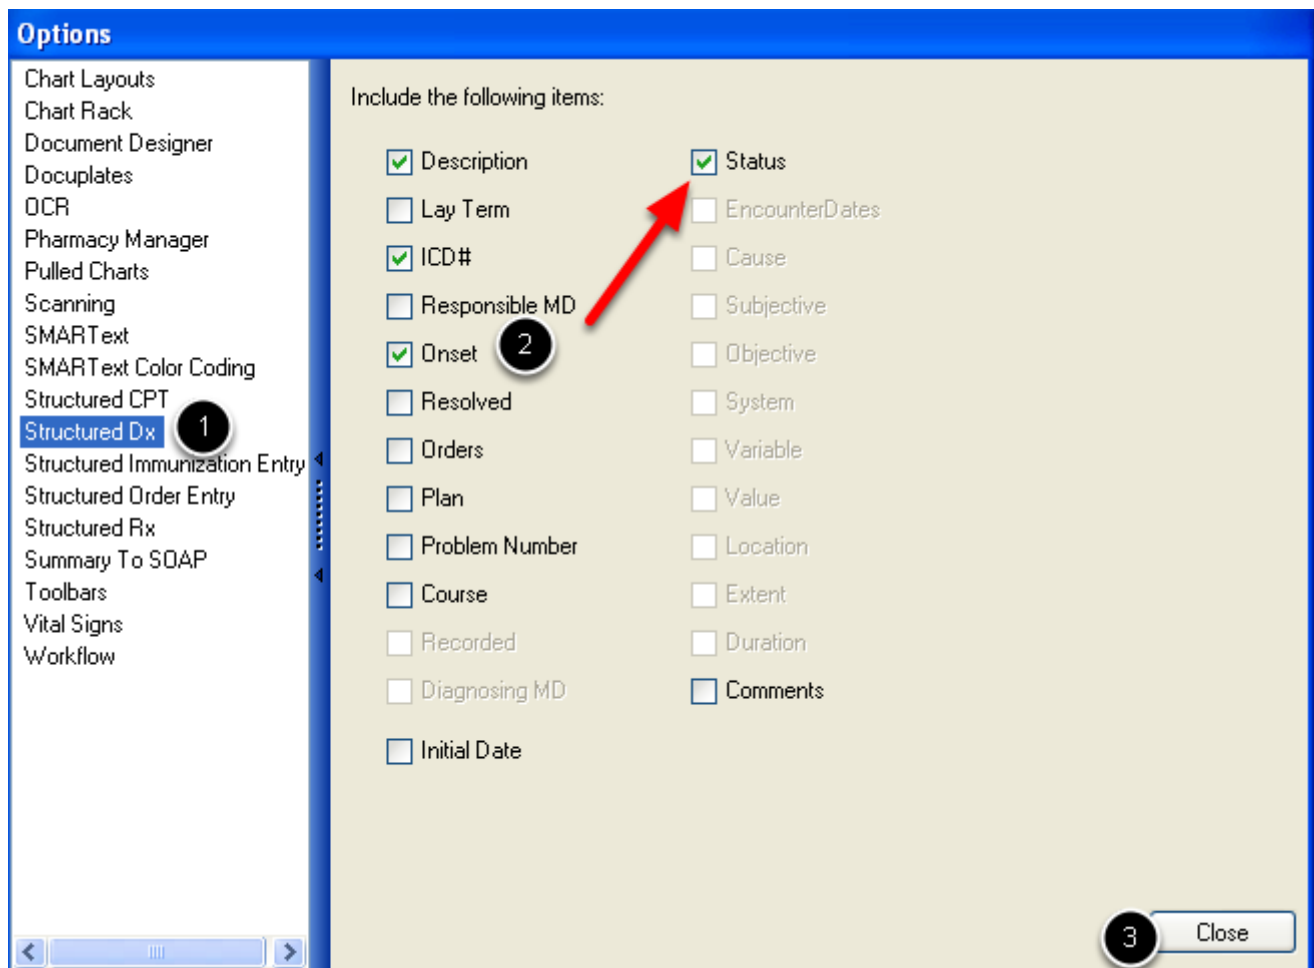 Options
Chart Layouts
Chart Rack
Document Designer
Docuplates
OCR
Pharmacy Manager
Pulled Charts
Scanning
SMARText
SMARText Color Coding
Structured CPT
Structured Dx
1
Structured Immunization Entry
Structured Order Entry
Structured Rx
Summary To SOAP
Toolbars
Vital Signs
Workflow
Include the following items:
Description
Lay Term
ICD#
Responsible MD
Onset
2
Resolved
Orders
Plan
Problem Number
Course
Recorded
Diagnosing MD
Initial Date
Status
EncounterDates
Cause
Subjective
Objective
System
Variable
Value
Location
Extent
Duration
Comments
3
Close